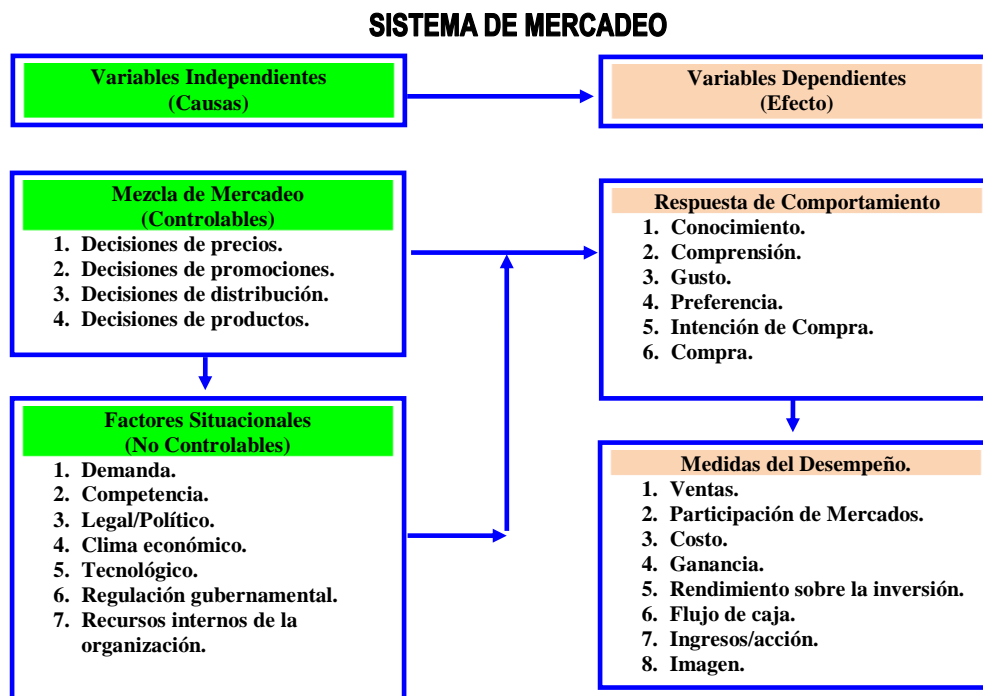 SISTEMA DE MERCADEO
Variables Independientes
(Causas)
Variables Dependientes
(Efecto)
Mezcla de Mercadeo
(Controlables)
1. Decisiones de precios.
2. Decisiones de promociones.
3. Decisiones de distribución.
4. Decisiones de productos.
Respuesta de Comportamiento
1. Conocimiento.
2. Comprensión.
3. Gusto.
4. Preferencia.
5. Intención de Compra.
6. Compra.
Factores Situacionales
(No Controlables)
1. Demanda.
2. Competencia.
3. Legal/Político.
4. Clima económico.
5. Tecnológico.
6. Regulación gubernamental.
7. Recursos internos de la
organización.
Medidas del Desempeño.
1. Ventas.
2. Participación de Mercados.
3. Costo.
4. Ganancia.
5. Rendimiento sobre la inversión.
6. Flujo de caja.
7. Ingresos/acción.
8. Imagen.